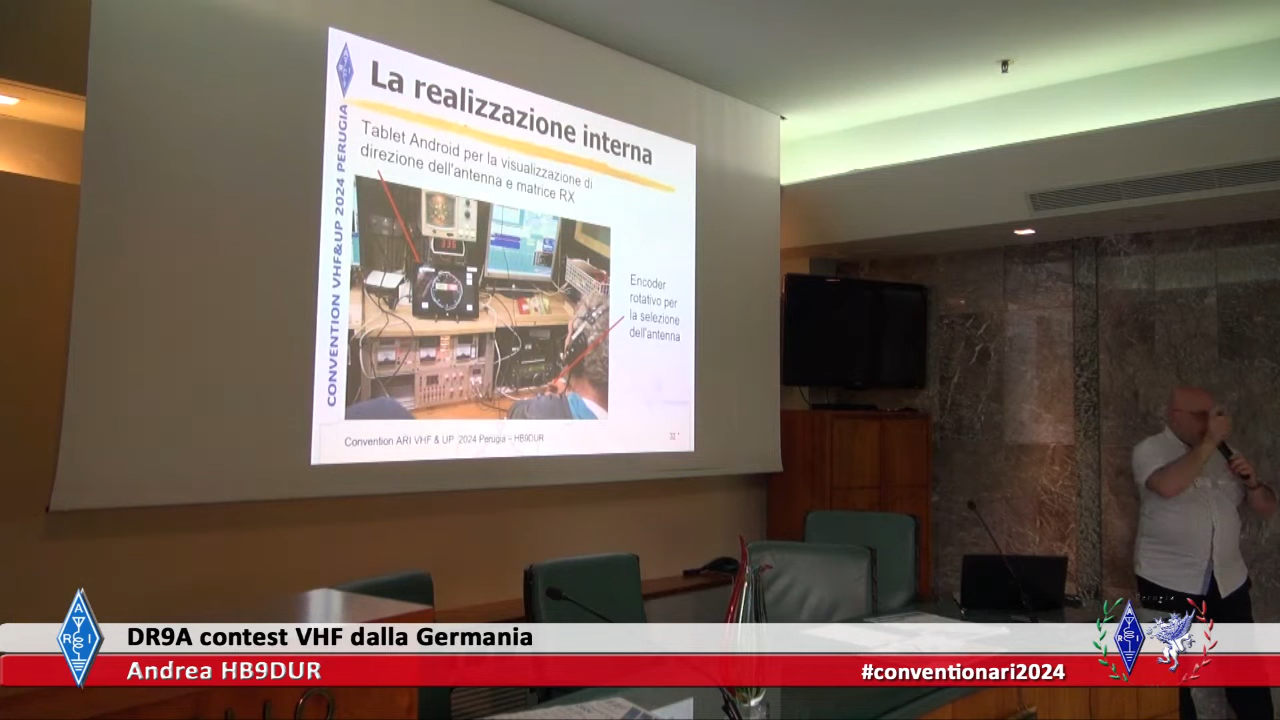 La realizzazione interna
Tablet Android per la visualizzazione di
direzione dell'antenna e matrice RX
CONVENTION VHF&UP 2024 PERUGIA
Encoder
rotativo per
la selezione
dell'antenna
Convention ARI VHF & UP 2024 Perugia – HB9DUR
32
DR9A contest VHF dalla Germania
Andrea HB9DUR
#conventionari2024
A
R I